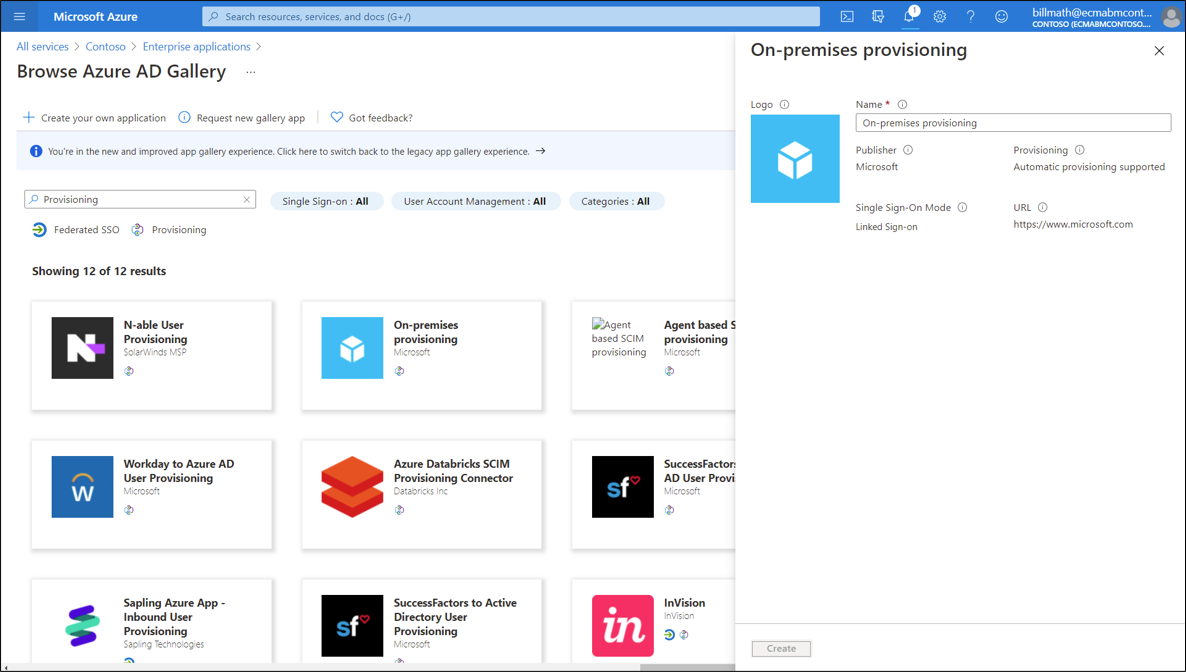 Microsoft Azure
Search resources, services, and docs (G+/)
1
billmath@ecmabmcont...
CONTOSO (ECMABMCONTOSO....
All services > Contoso > Enterprise applications >
Browse Azure AD Gallery ...
Create your own application
Request new gallery app
Got feedback?
You're in the new and improved app gallery experience. Click here to switch back to the legacy app gallery experience. →
Provisioning
Single Sign-on : All
User Account Management : All
Categories : All
Federated SSO
Provisioning
Showing 12 of 12 results
N-able User
Provisioning
SolarWinds MSP
On-premises
provisioning
Microsoft
Agent
based SCIM
provisioning
Agent based S
provisioning
Microsoft
W
Workday to Azure AD
User Provisioning
Microsoft
Azure Databricks SCIM
Provisioning Connector
Databricks Inc
sf
SuccessFactors
AD User Provi
Microsoft
Sapling Azure App -
Inbound User
Provisioning
Sapling Technologies
sf
SuccessFactors to Active
Directory User
Provisioning
Microsoft
in
InVision
InVision
On-premises provisioning
Logo
Name *
On-premises provisioning
Publisher
Microsoft
Provisioning
Automatic provisioning supported
Single Sign-On Mode
Linked Sign-on
URL
https://www.microsoft.com
Create